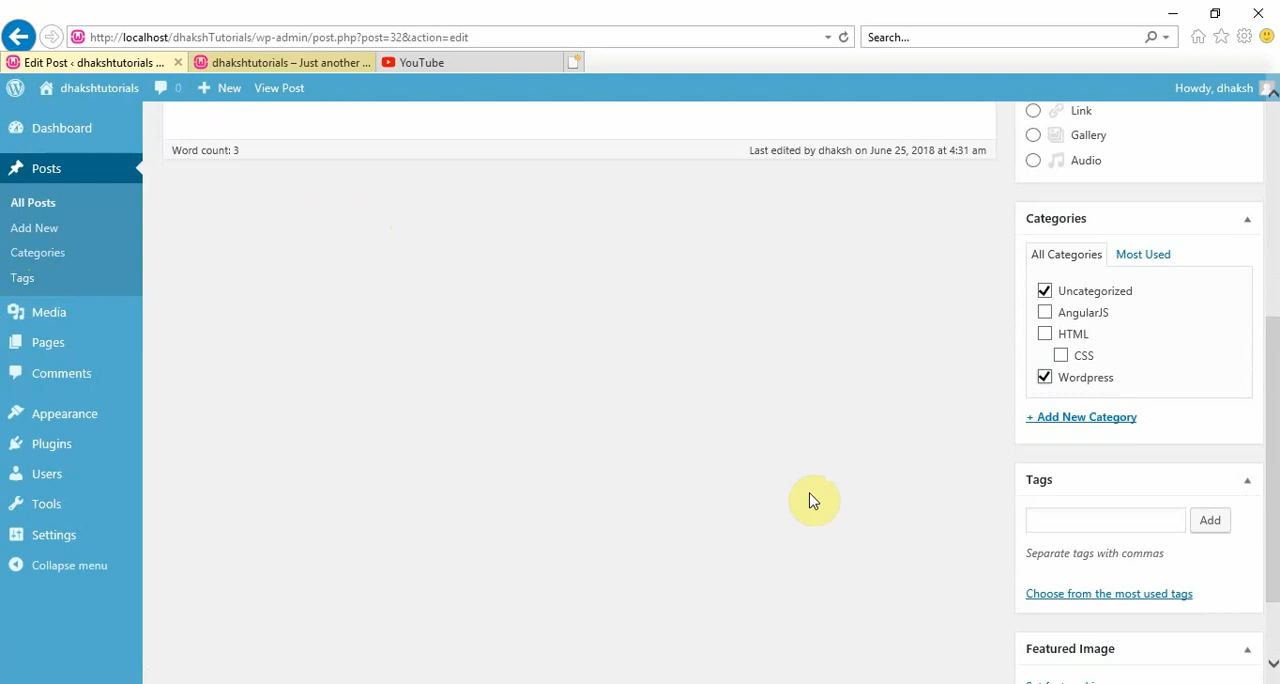 http://localhost/dhakshTutorials/wp-admin/post.php?post=32&action=edit
Search...
Edit Post ‹ dhakshtutorials ...
dhakshtutorials – Just another ...
YouTube
dhakshtutorials
0
New
View Post
Howdy, dhaksh
Dashboard
Posts
All Posts
Add New
Categories
Tags
Media
Pages
Comments
Appearance
Plugins
Users
Tools
Settings
Collapse menu
Word count: 3
Last edited by dhaksh on June 25, 2018 at 4:31 am
Link
Gallery
Audio
Categories
All Categories
Most Used
Uncategorized
AngularJS
HTML
CSS
Wordpress
+ Add New Category
Tags
Add
Separate tags with commas
Choose from the most used tags
Featured Image